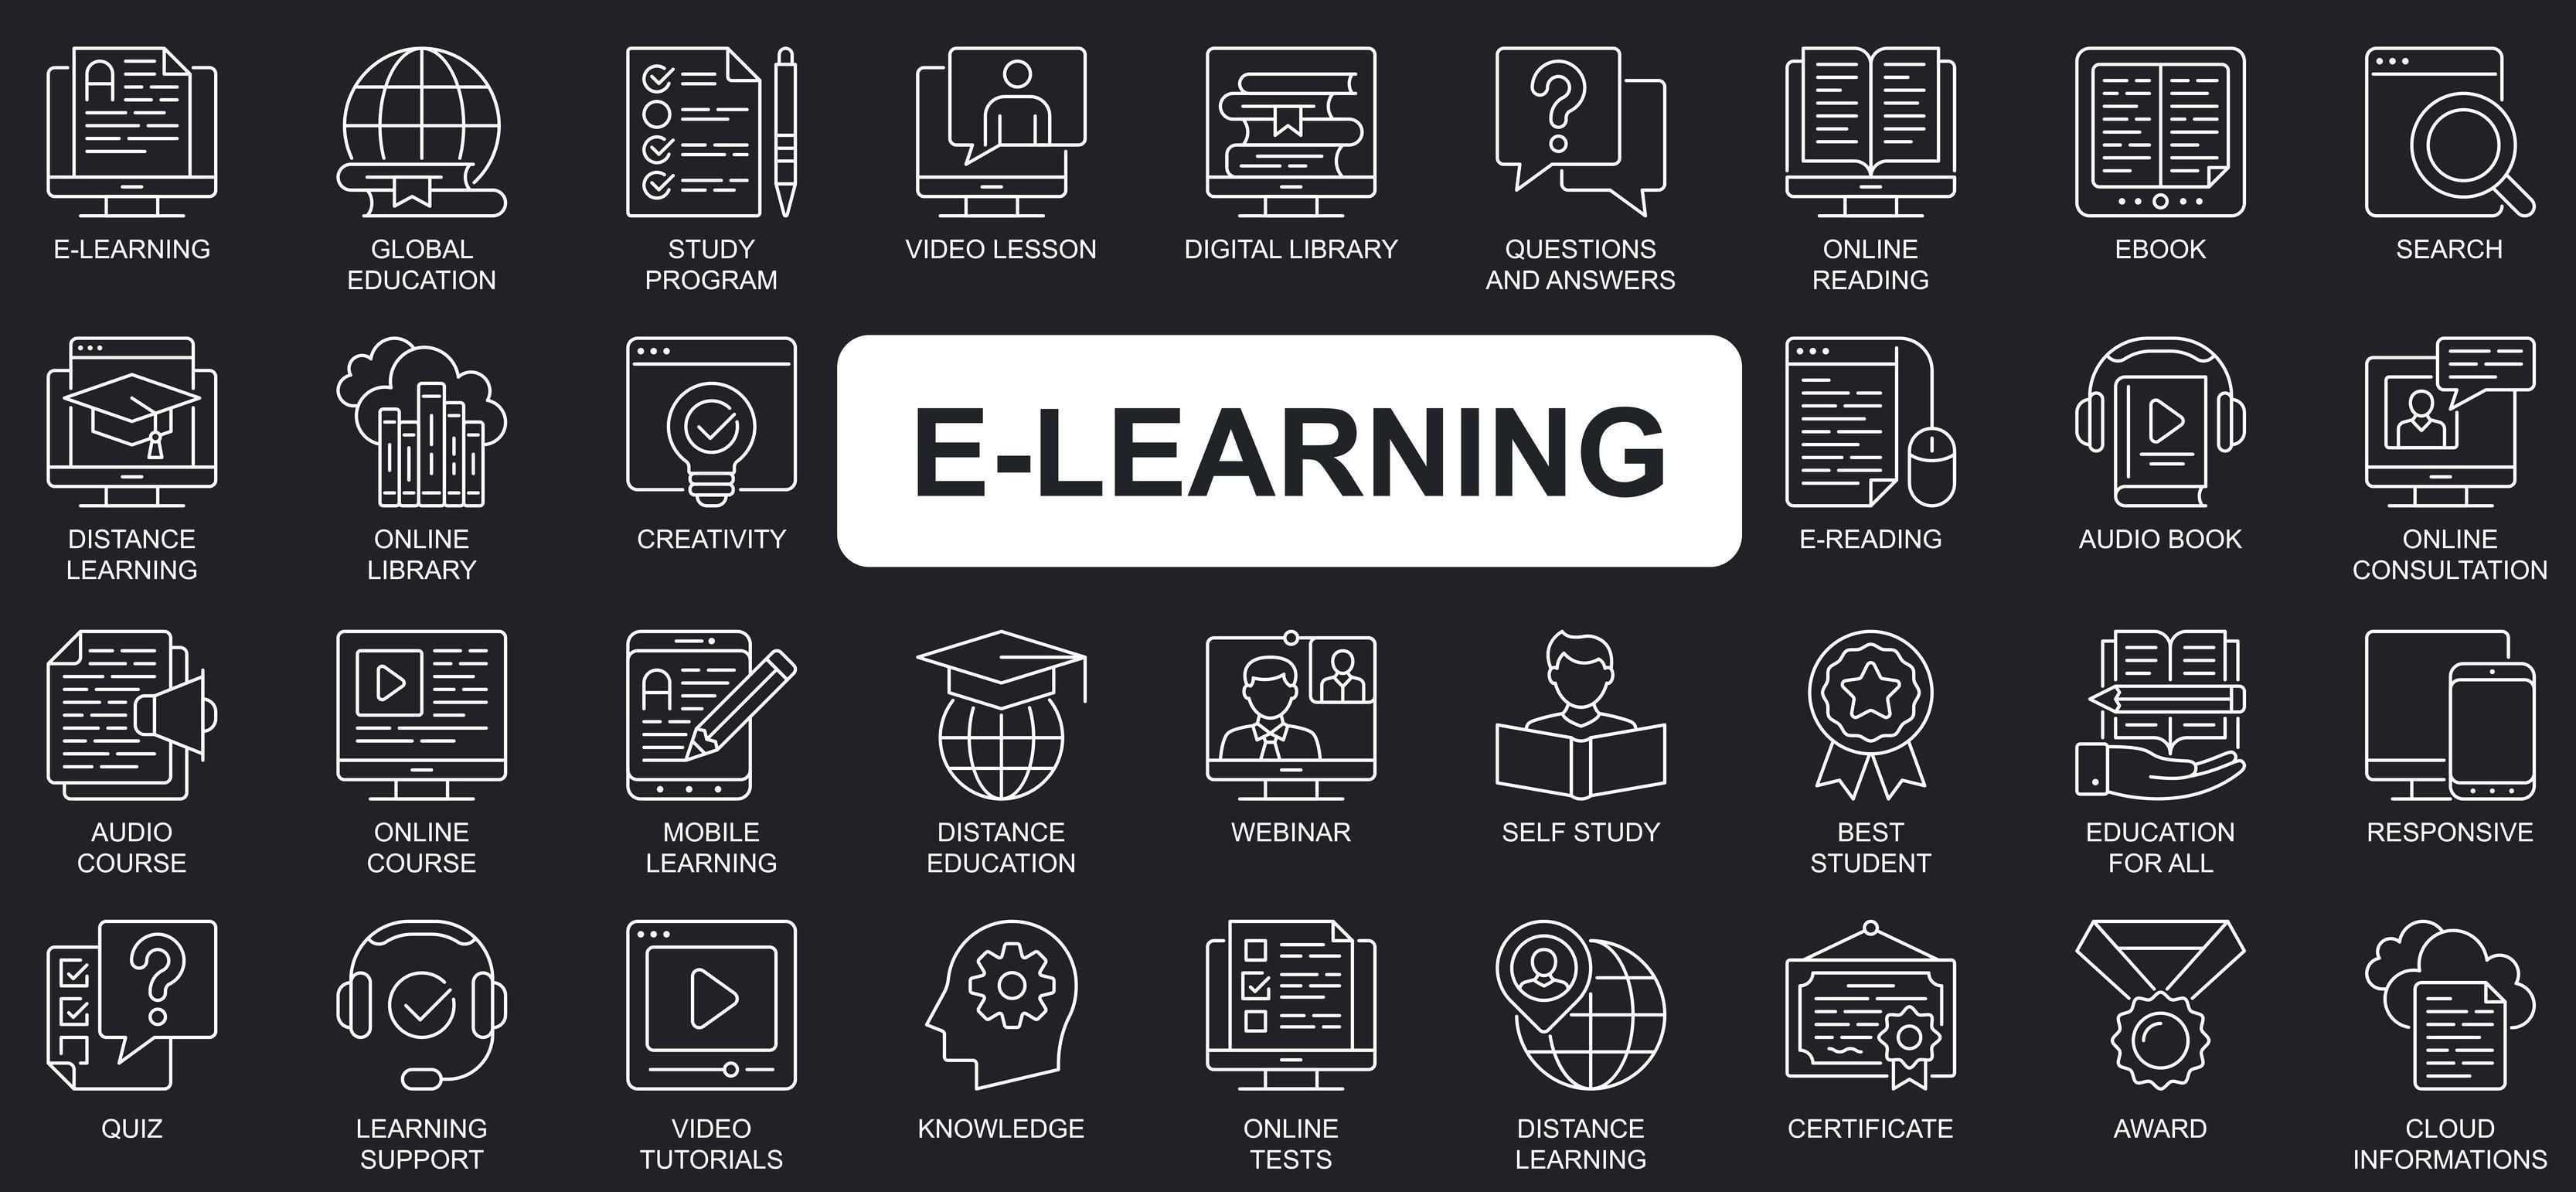 E-LEARNING
GLOBAL
EDUCATION
STUDY
PROGRAM
VIDEO LESSON
DIGITAL LIBRARY
QUESTIONS
AND ANSWERS
ONLINE
READING
EBOOK
SEARCH
DISTANCE
LEARNING
ONLINE
LIBRARY
CREATIVITY
E-LEARNING
E-READING
AUDIO BOOK
ONLINE
CONSULTATION
AUDIO
COURSE
ONLINE
COURSE
MOBILE
LEARNING
DISTANCE
EDUCATION
WEBINAR
SELF STUDY
BEST
STUDENT
EDUCATION
FOR ALL
RESPONSIVE
QUIZ
LEARNING
SUPPORT
VIDEO
TUTORIALS
KNOWLEDGE
ONLINE
TESTS
DISTANCE
LEARNING
CERTIFICATE
AWARD
CLOUD
INFORMATIONS